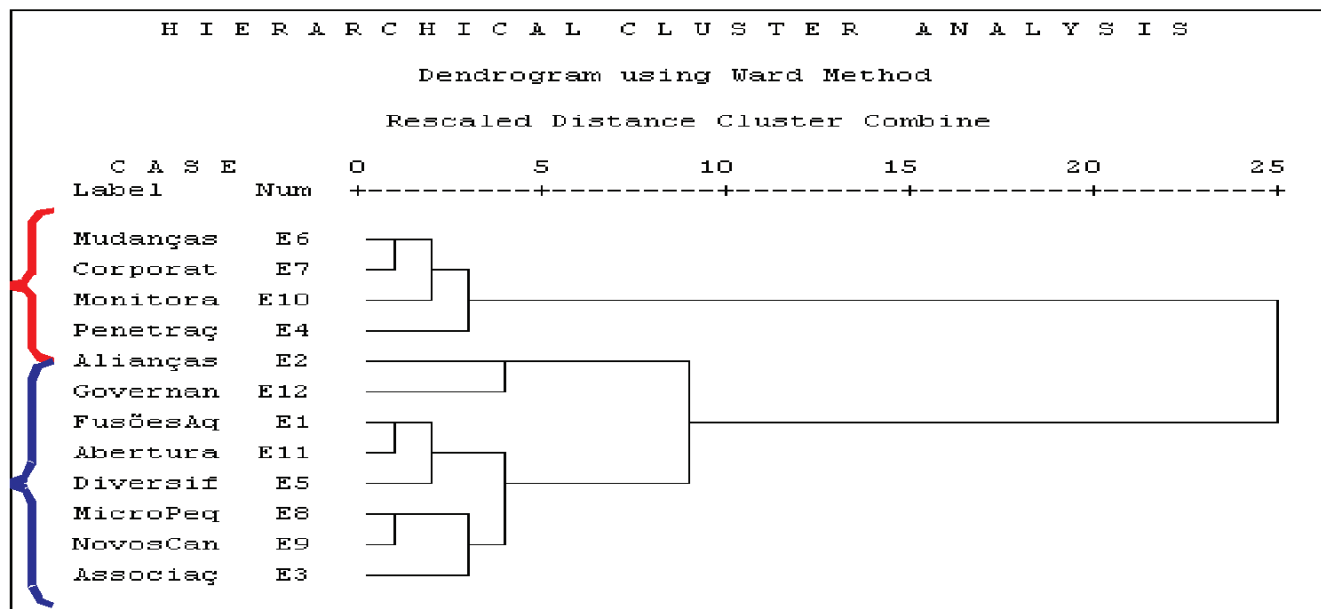 H I E R A R C H I C A L   C L U S T E R   A N A L Y S I S
Dendrogram using Ward Method
Rescaled Distance Cluster Combine
C A S E 0 5 10 15 20 25
Label Num +---------+---------+---------+---------+---------+
Mudanças E6
Corporat E7
Monitora E10
Penetraç E4
Alianças E2
Governan E12
FusõesAq E1
Abertura E11
Diversif E5
MicroPeq E8
NovosCan E9
Associaç E3